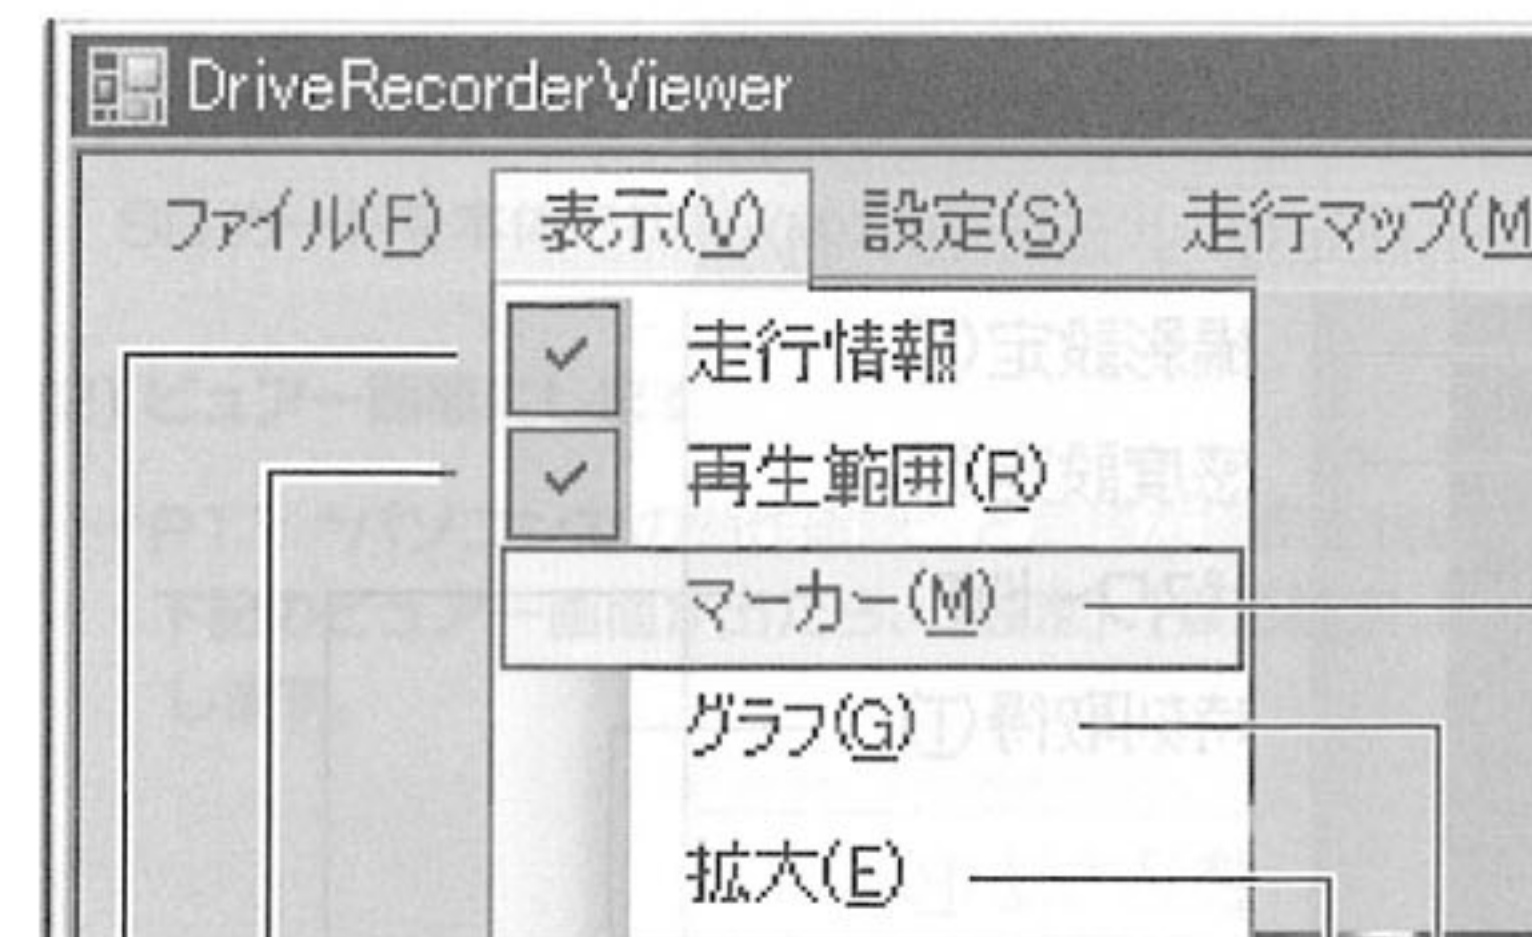 DriveRecorderViewer
ファイル(F) 表示(V) 設定(S) 走行マップ(M
走行情報
再生範囲(R)
マーカー(M)
グラフ(G)
拡大(E)